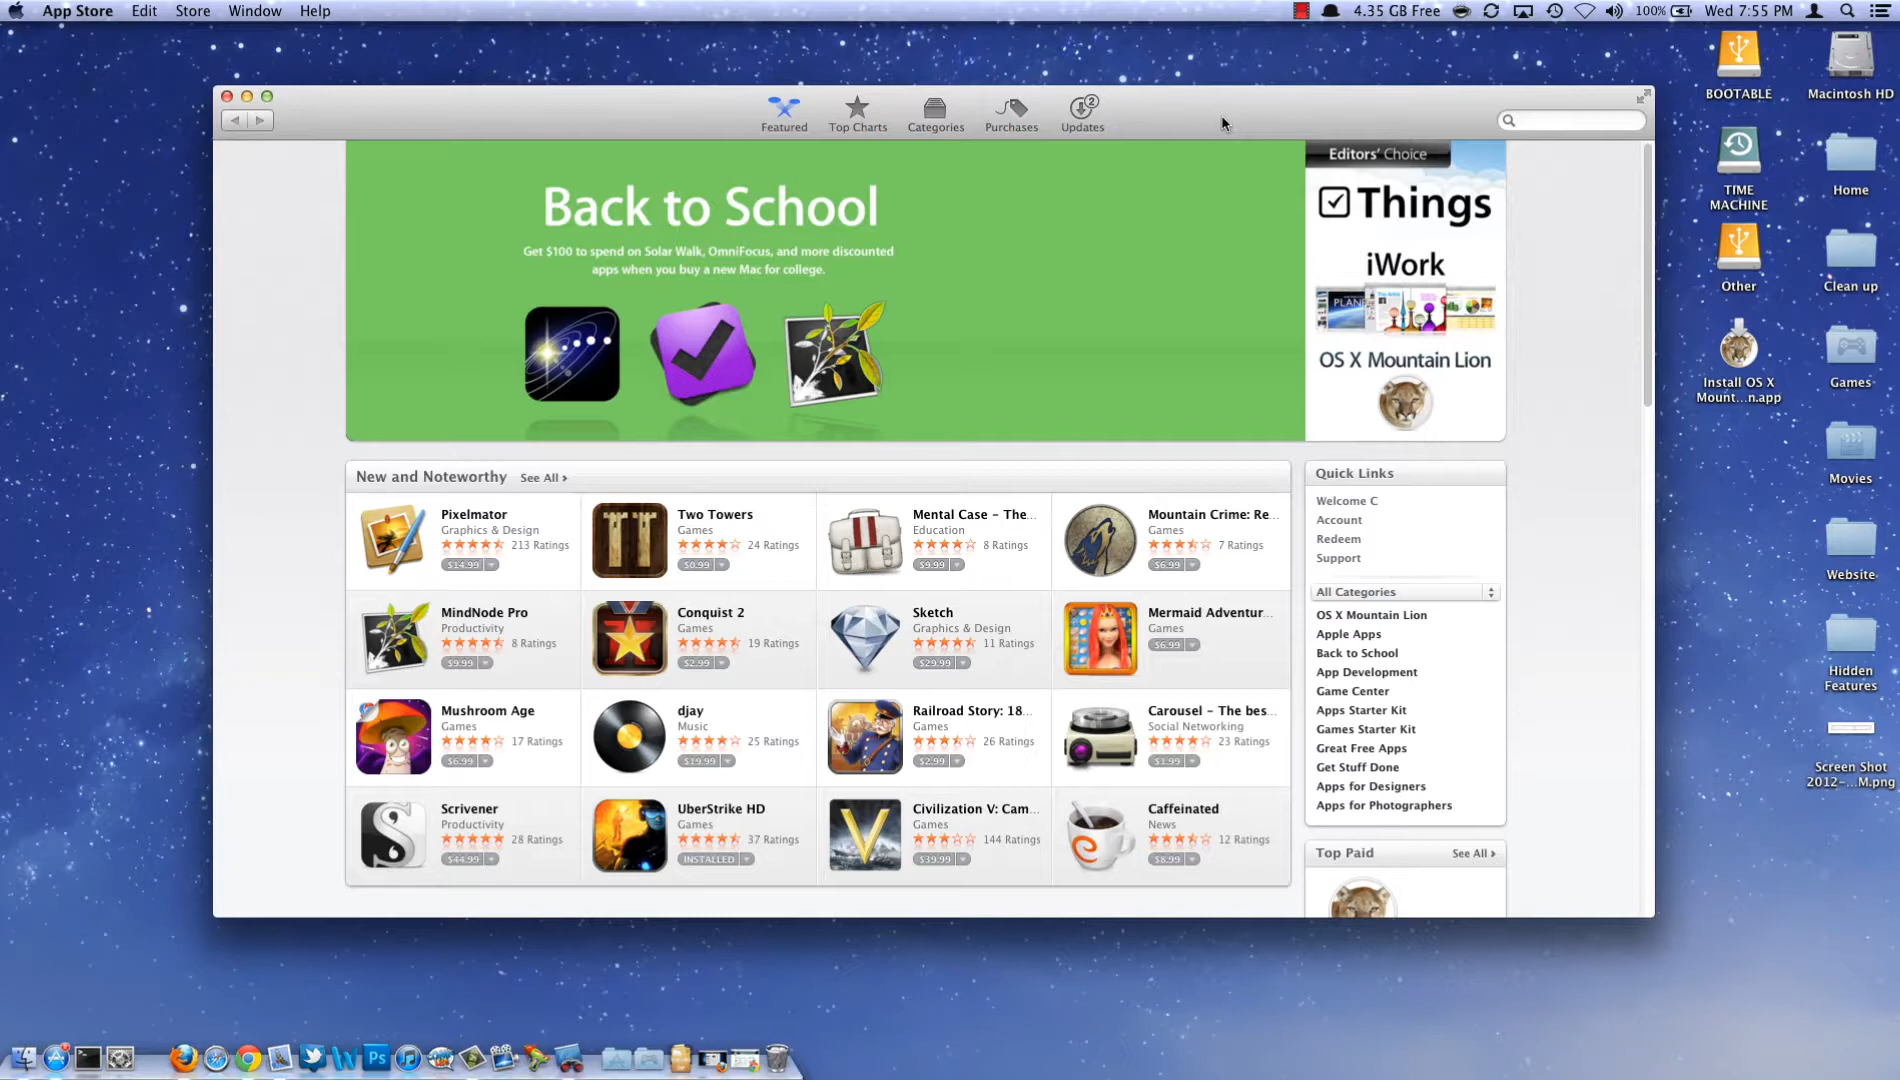 App Store Edit Store Window Help
4.35 GB Free 100% Wed 7:55 PM
Featured Top Charts Categories Purchases Updates
2
Back to School
Get $100 to spend on Solar Walk, OmniFocus, and more discounted
apps when you buy a new Mac for college.
Editors' Choice
Things
iWork
OS X Mountain Lion
New and Noteworthy See All ›
Pixelmator
Graphics & Design
213 Ratings
$14.99
Two Towers
Games
24 Ratings
$0.99
Mental Case – The...
Education
8 Ratings
$9.99
Mountain Crime: Re...
Games
7 Ratings
$6.99
MindNode Pro
Productivity
8 Ratings
$9.99
Conquist 2
Games
19 Ratings
$2.99
Sketch
Graphics & Design
11 Ratings
$29.99
Mermaid Adventur...
Games
$6.99
Mushroom Age
Games
17 Ratings
$6.99
djay
Music
25 Ratings
$19.99
Railroad Story: 18...
Games
26 Ratings
$2.99
Carousel – The bes...
Social Networking
23 Ratings
$1.99
Scrivener
Productivity
28 Ratings
$44.99
UberStrike HD
Games
37 Ratings
INSTALLED
Civilization V: Cam...
Games
144 Ratings
$39.99
Caffeinated
News
12 Ratings
$8.99
Quick Links
Welcome C
Account
Redeem
Support
All Categories
OS X Mountain Lion
Apple Apps
Back to School
App Development
Game Center
Apps Starter Kit
Games Starter Kit
Great Free Apps
Get Stuff Done
Apps for Designers
Apps for Photographers
Top Paid See All ›
BOOTABLE
Macintosh HD
TIME
MACHINE
Home
Other
Clean up
Install OS X
Mount...n.app
Games
Movies
Website
Hidden
Features
Screen Shot
2012-...M.png
Ps